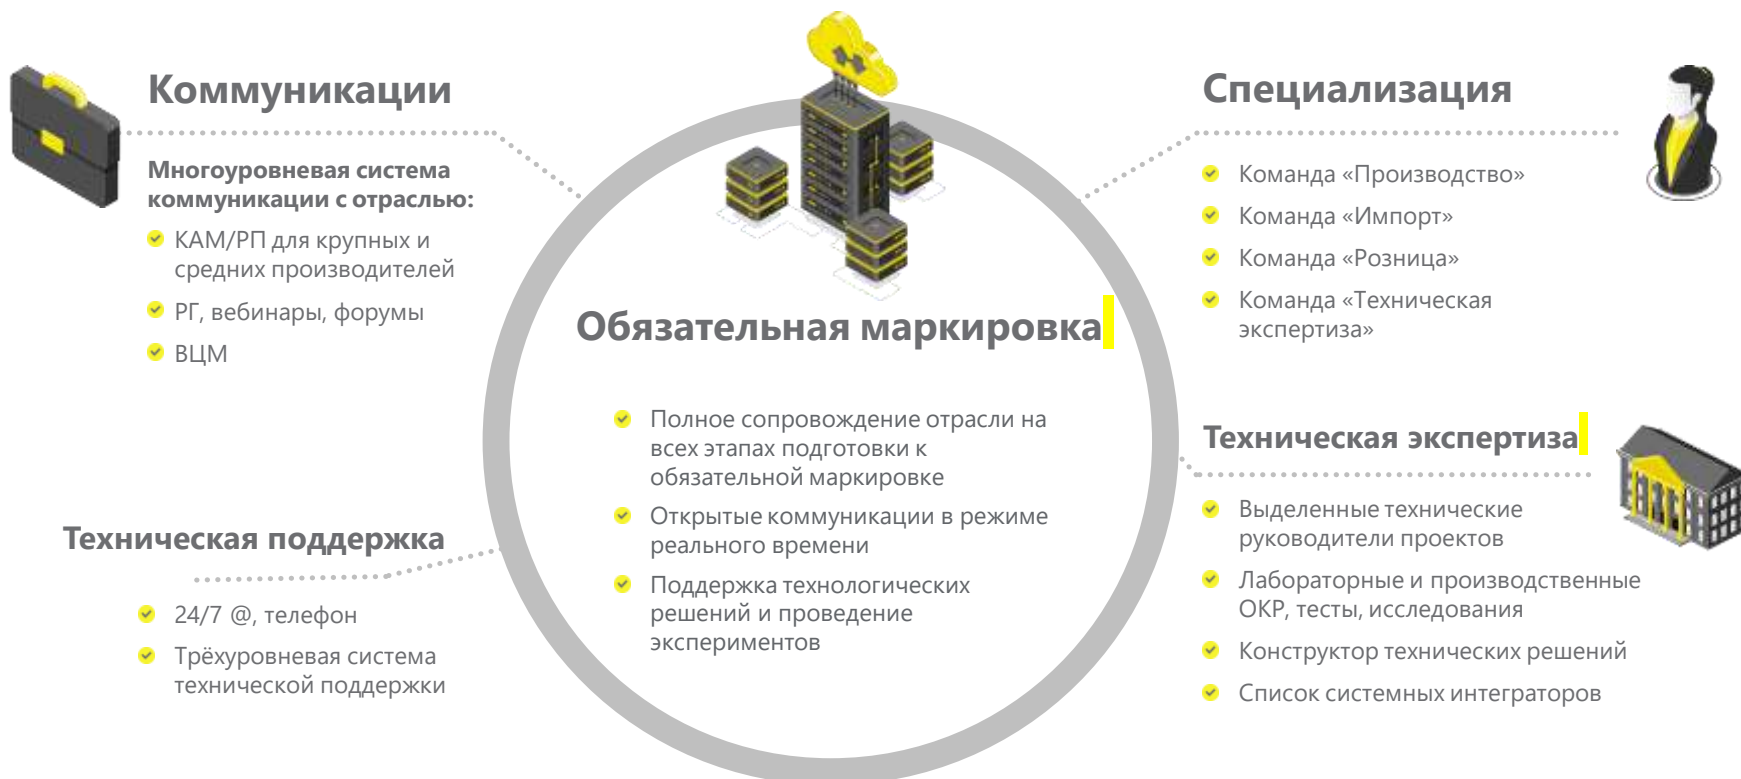 Коммуникации
Многоуровневая система
коммуникации с отраслью:
КАМ/РП для крупных и
средних производителей
РГ, вебинары, форумы
ВЦМ
Техническая поддержка
24/7 @, телефон
Трёхуровневая система
технической поддержки
Обязательная маркировка
Полное сопровождение отрасли на
всех этапах подготовки к
обязательной маркировке
Открытые коммуникации в режиме
реального времени
Поддержка технологических
решений и проведение
экспериментов
Специализация
Команда «Производство»
Команда «Импорт»
Команда «Розница»
Команда «Техническая
экспертиза»
Техническая экспертиза
Выделенные технические
руководители проектов
Лабораторные и производственные
ОКР, тесты, исследования
Конструктор технических решений
Список системных интеграторов